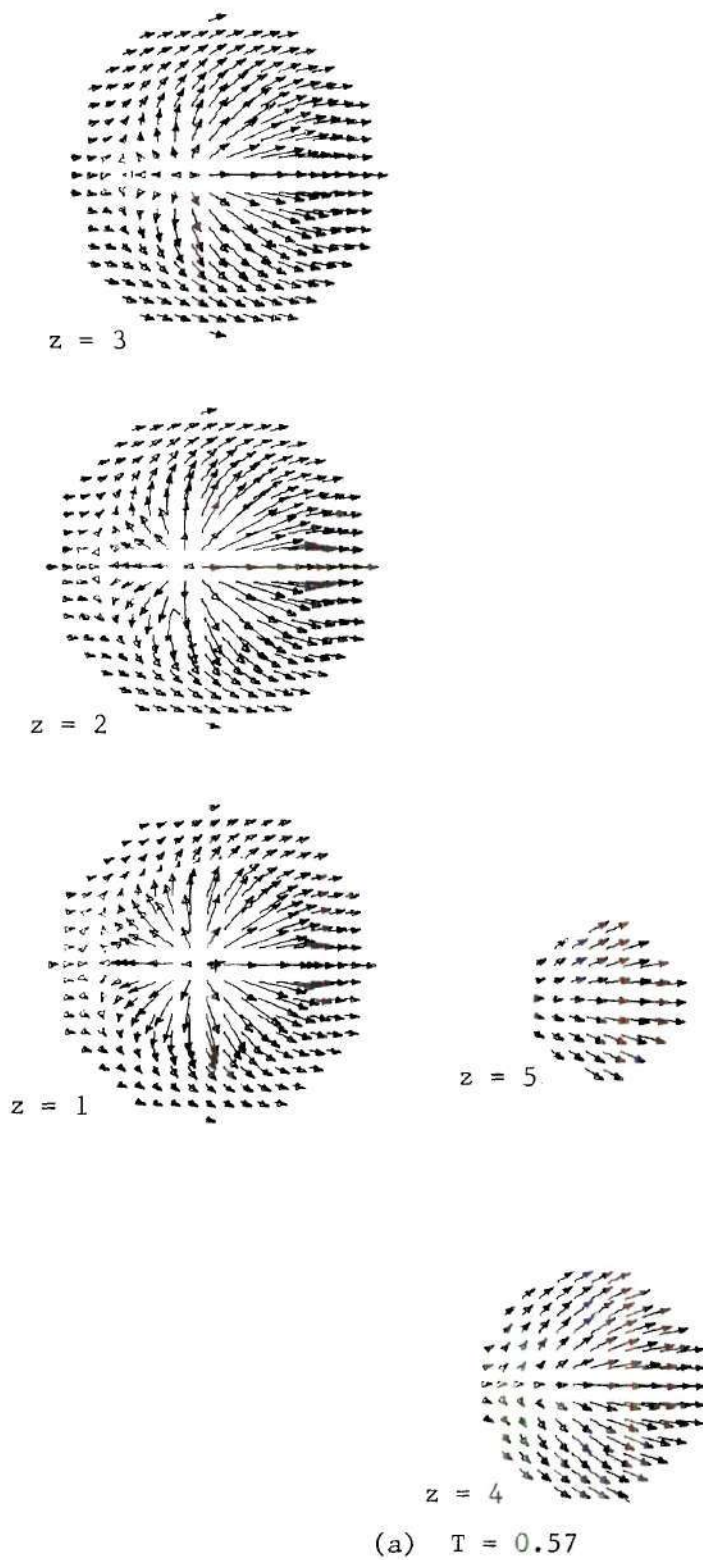 z = 3
z = 2
z = 1
z = 5
z = 4
(a) T = 0.57